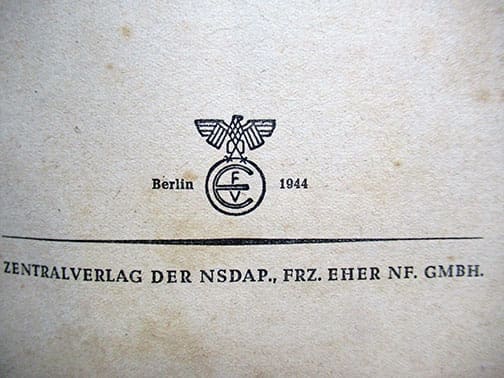 F
V
Berlin 1944
ZENTRALVERLAG DER NSDAP., FRZ. EHER NF. GMBH.